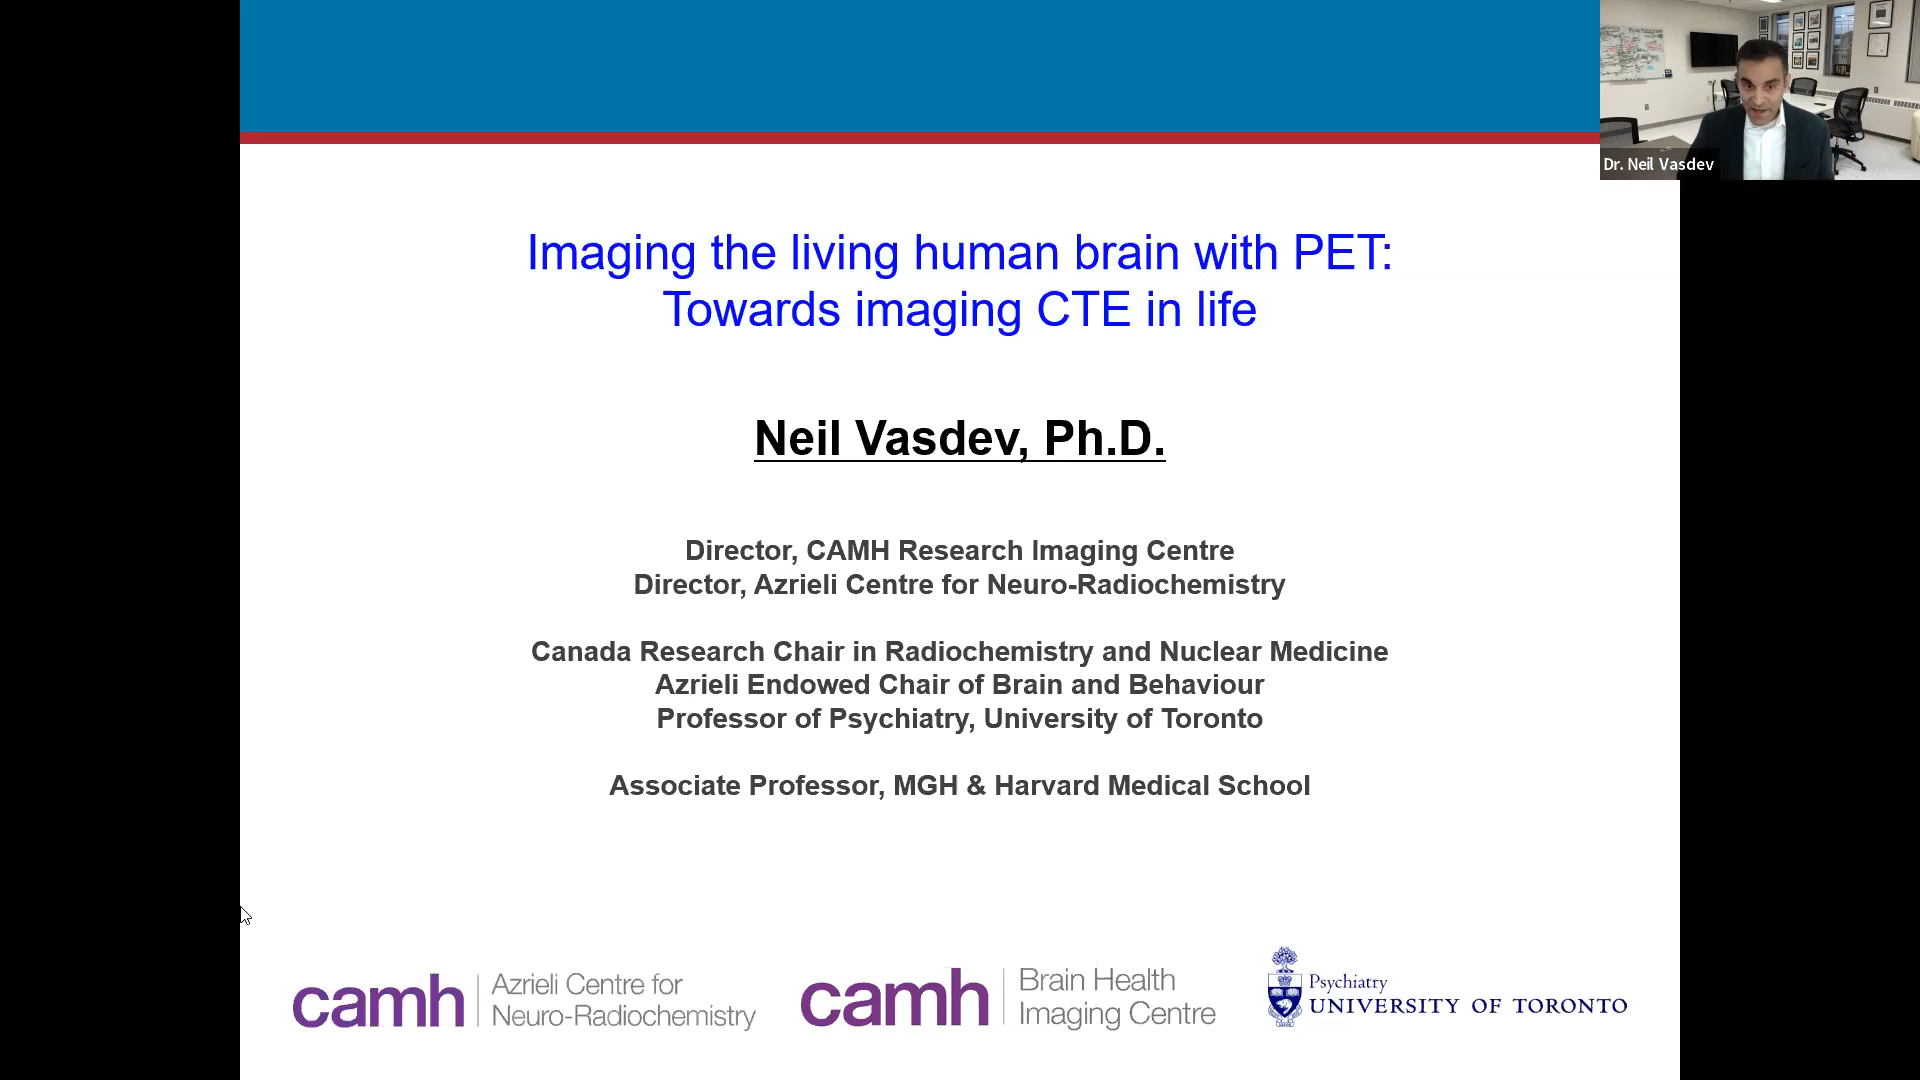 Dr. Neil Vasdev
Imaging the living human brain with PET:
Towards imaging CTE in life
Neil Vasdev, Ph.D.
Director, CAMH Research Imaging Centre
Director, Azrieli Centre for Neuro-Radiochemistry
Canada Research Chair in Radiochemistry and Nuclear Medicine
Azrieli Endowed Chair of Brain and Behaviour
Professor of Psychiatry, University of Toronto
Associate Professor, MGH & Harvard Medical School
camh
Azrieli Centre for
Neuro-Radiochemistry
camh
Brain Health
Imaging Centre
Psychiatry
UNIVERSITY OF TORONTO